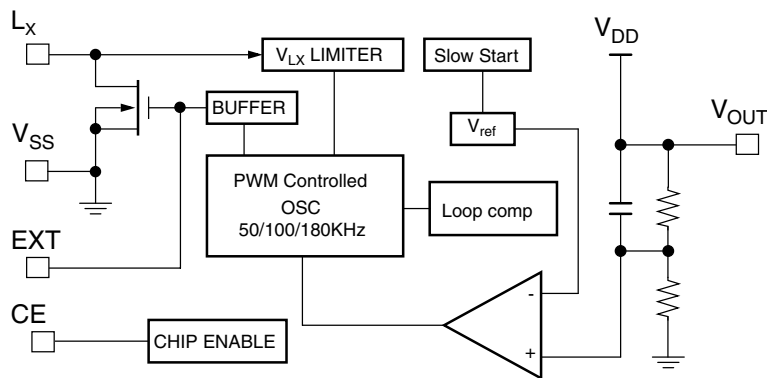 LX
VLX LIMITER
Slow Start
VDD
BUFFER
Vref
VOUT
VSS
PWM Controlled
OSC
50/100/180KHz
Loop comp
EXT
-
CE
CHIP ENABLE
+